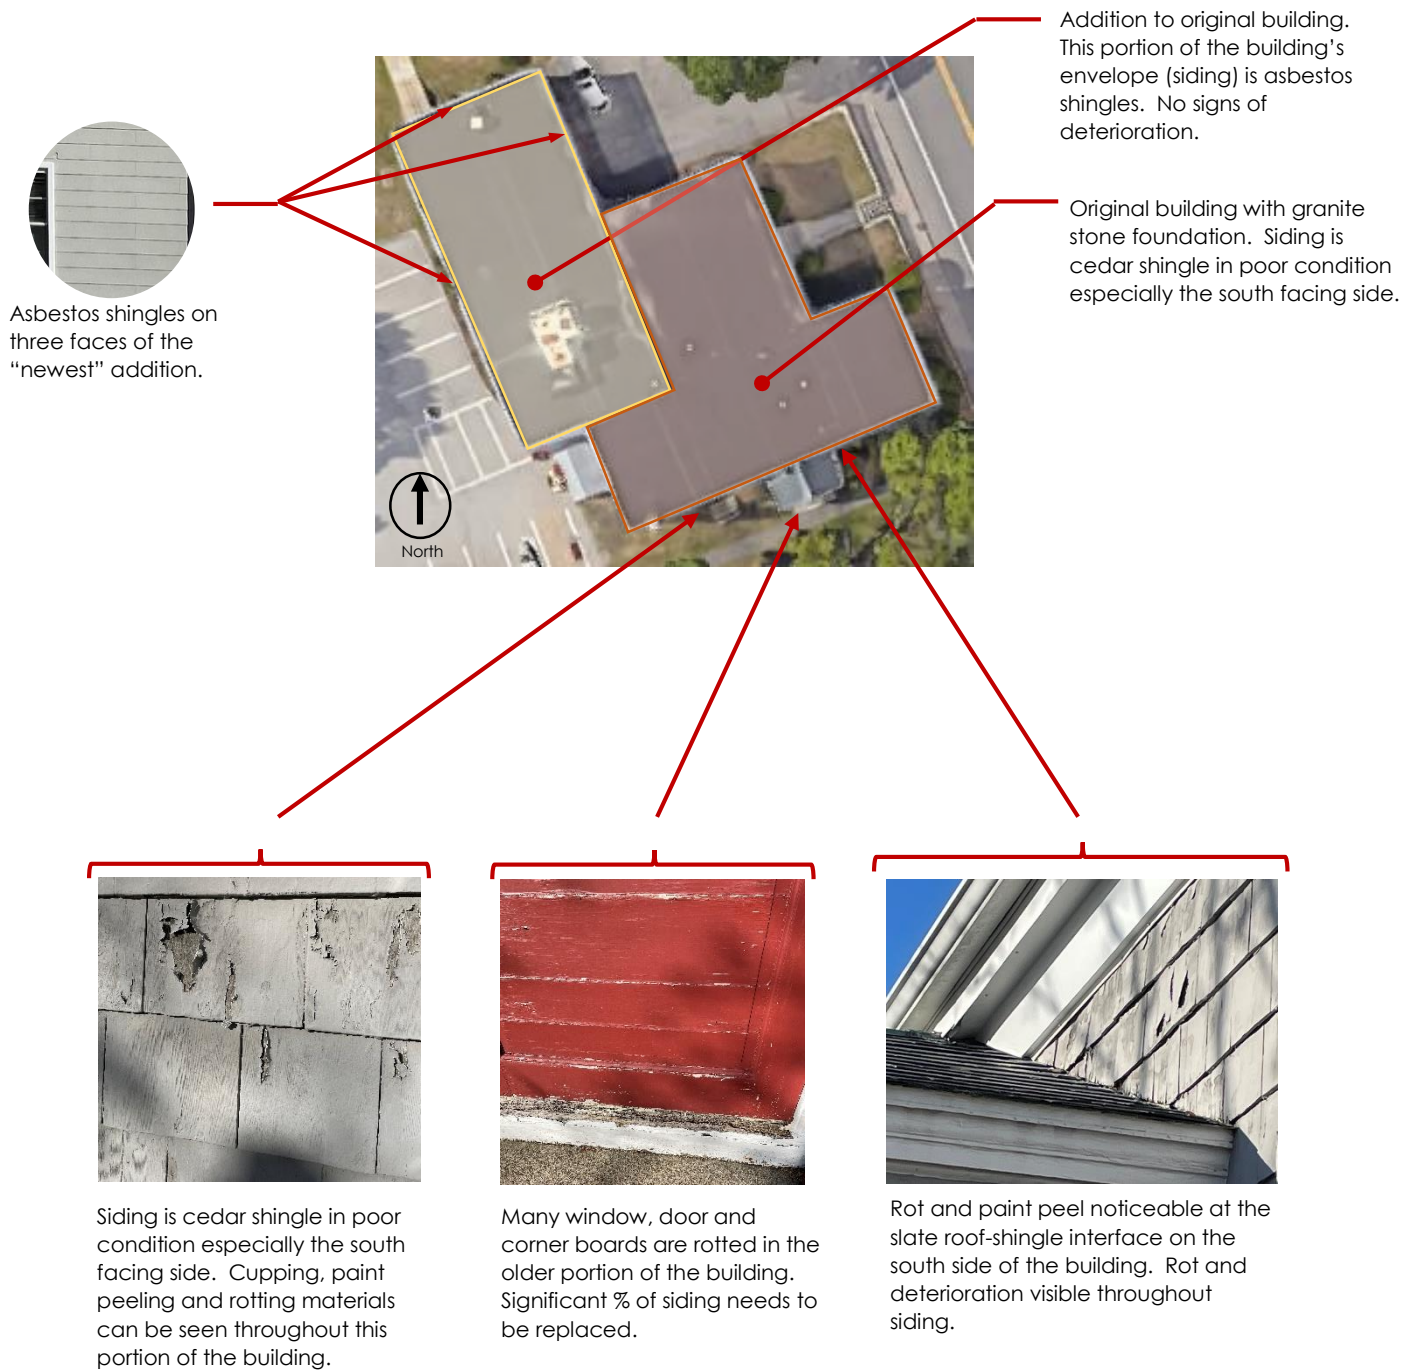 Addition to original building.
This portion of the building’s
envelope (siding) is asbestos
shingles.  No signs of
deterioration.
Original building with granite
stone foundation.  Siding is
cedar shingle in poor condition
especially the south facing side.
Asbestos shingles on
three faces of the
“newest” addition.
North
Siding is cedar shingle in poor
condition especially the south
facing side.  Cupping, paint
peeling and rotting materials
can be seen throughout this
portion of the building.
Many window, door and
corner boards are rotted in the
older portion of the building.
Significant % of siding needs to
be replaced.
Rot and paint peel noticeable at the
slate roof-shingle interface on the
south side of the building.  Rot and
deterioration visible throughout
siding.